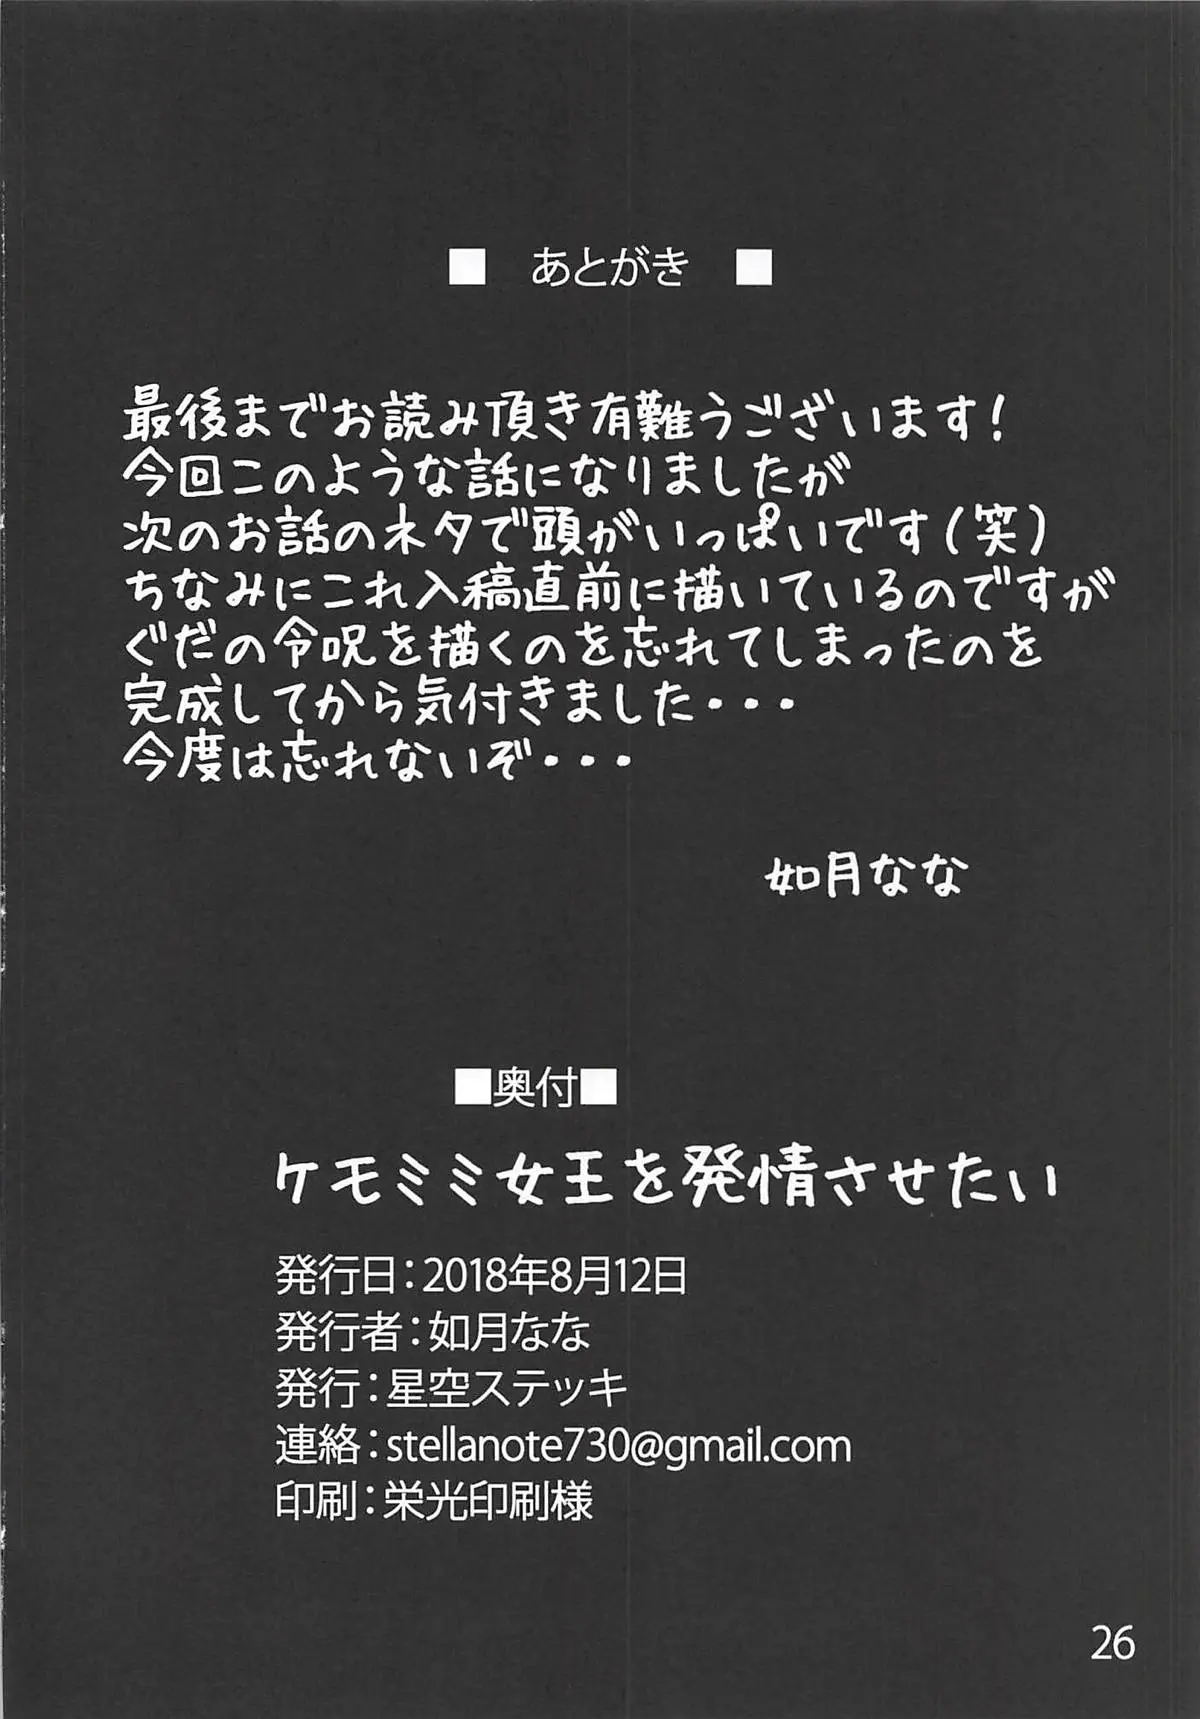 ■ あとがき ■
最後までお読み頂き有難うございます!
今回このような話になりましたが
次のお話のネタで頭がいっぱいです(笑)
ちなみにこれ入稿直前に描いているのですが
ぐだの令呪を描くのを忘れてしまったのを
完成してから気付きました・・・
今度は忘れないぞ・・・
如月なな
■奥付■
ケモミミ女王を発情させたい
発行日:2018年8月12日
発行者:如月なな
発行:星空ステッキ
連絡:stellanote730@gmail.com
印刷:栄光印刷様
26